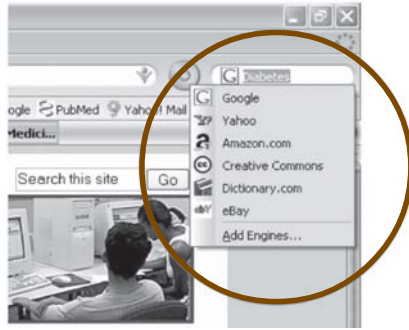 Diabetes
ogle PubMed Yahoo! Mail
Medici...
Google
Yahoo
Amazon.com
Creative Commons
Dictionary.com
eBay
Add Engines...
Search this site Go